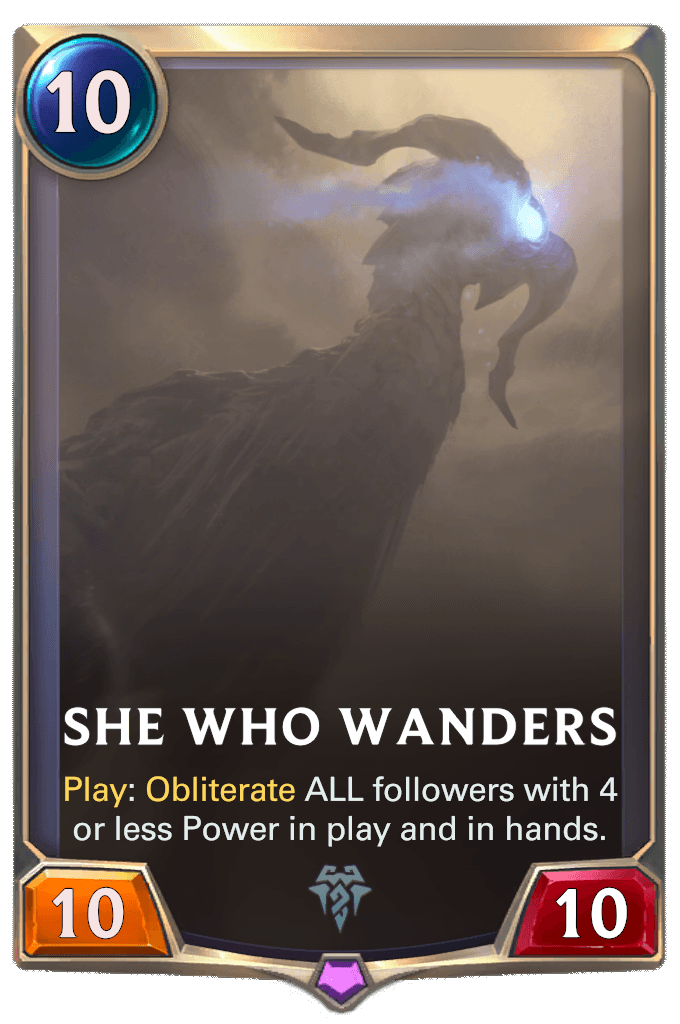 10
SHE WHO WANDERS
Play: Obliterate ALL followers with 4
or less Power in play and in hands.
10
10